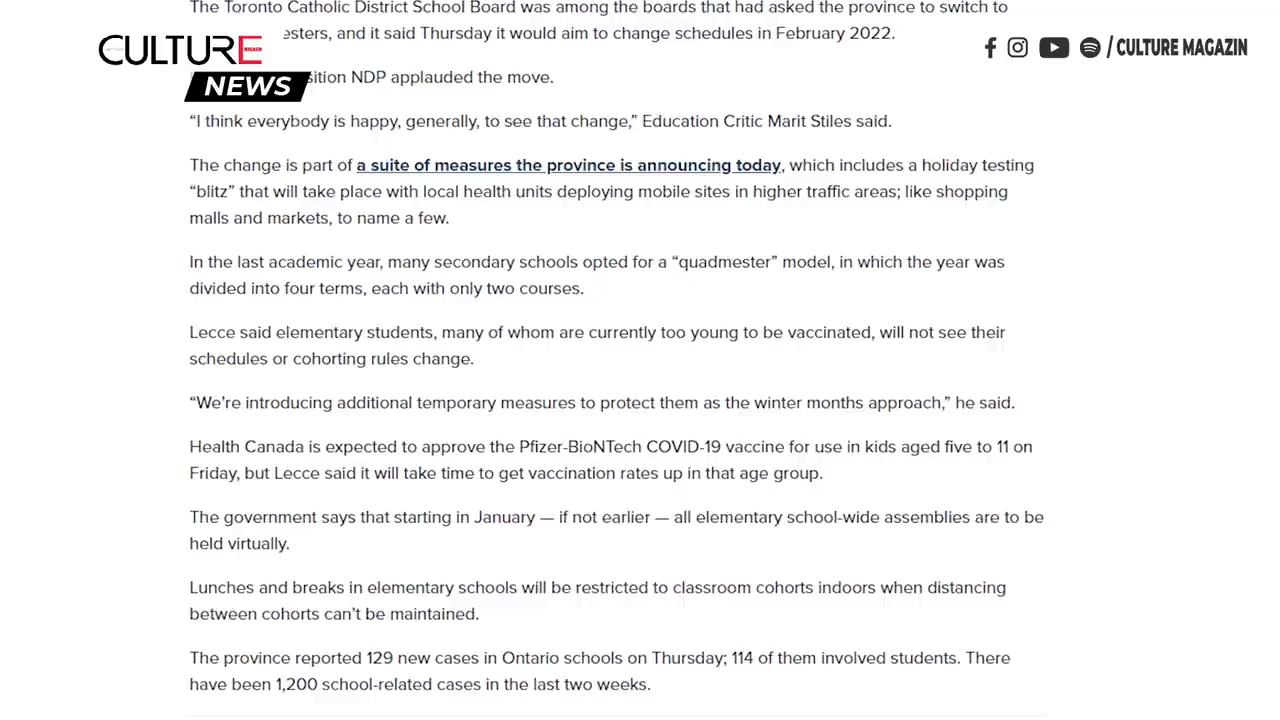 The Toronto Catholic District School Board was among the boards that had asked the province to switch to
esters, and it said Thursday it would aim to change schedules in February 2022.
CULTURE
NEWS
/ CULTURE MAGAZIN
sition NDP applauded the move.
“I think everybody is happy, generally, to see that change,” Education Critic Marit Stiles said.
The change is part of a suite of measures the province is announcing today, which includes a holiday testing
“blitz” that will take place with local health units deploying mobile sites in higher traffic areas; like shopping
malls and markets, to name a few.
In the last academic year, many secondary schools opted for a “quadmester” model, in which the year was
divided into four terms, each with only two courses.
Lecce said elementary students, many of whom are currently too young to be vaccinated, will not see their
schedules or cohorting rules change.
“We’re introducing additional temporary measures to protect them as the winter months approach,” he said.
Health Canada is expected to approve the Pfizer-BioNTech COVID-19 vaccine for use in kids aged five to 11 on
Friday, but Lecce said it will take time to get vaccination rates up in that age group.
The government says that starting in January — if not earlier — all elementary school-wide assemblies are to be
held virtually.
Lunches and breaks in elementary schools will be restricted to classroom cohorts indoors when distancing
between cohorts can’t be maintained.
The province reported 129 new cases in Ontario schools on Thursday; 114 of them involved students. There
have been 1,200 school-related cases in the last two weeks.